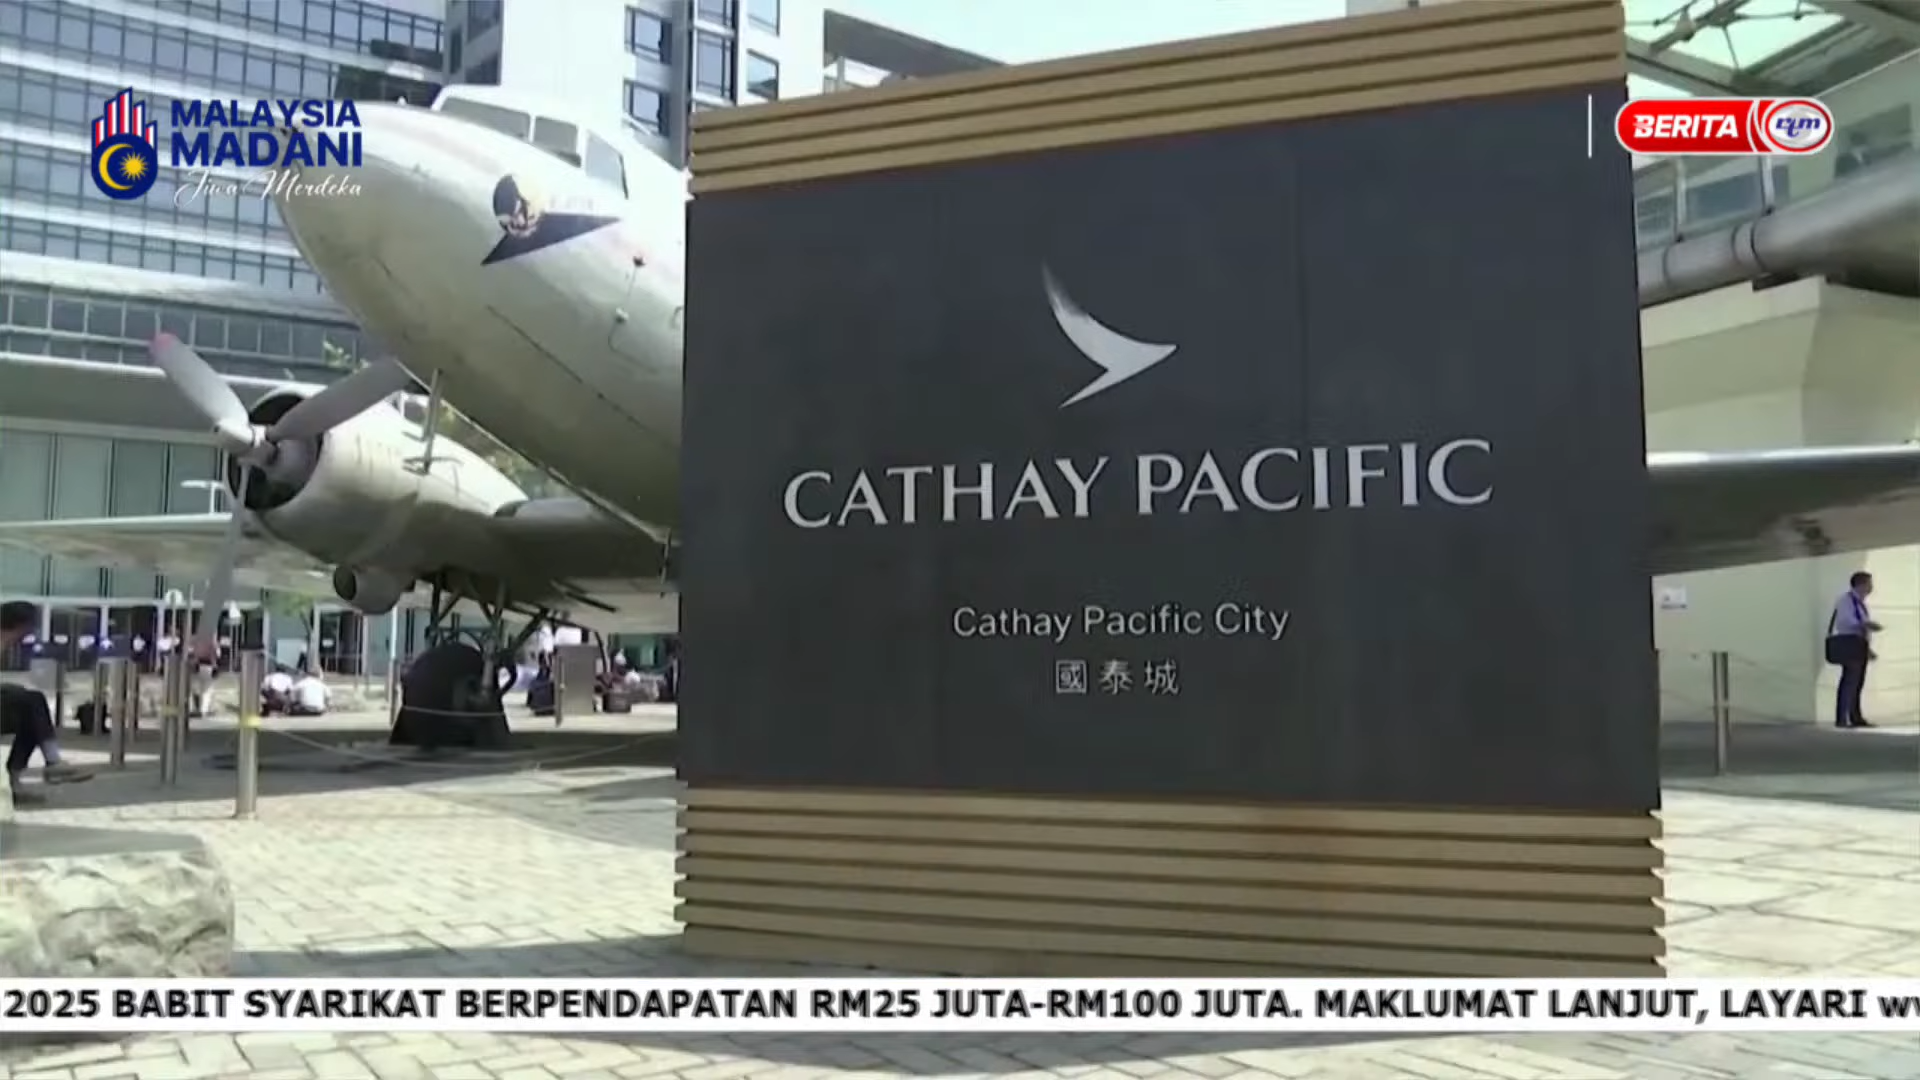 MALAYSIA
MADANI
Jiwa Merdeka
BERITA rtm
CATHAY PACIFIC
Cathay Pacific City
國泰城
2025 BABIT SYARIKAT BERPENDAPATAN RM25 JUTA-RM100 JUTA. MAKLUMAT LANJUT, LAYARI